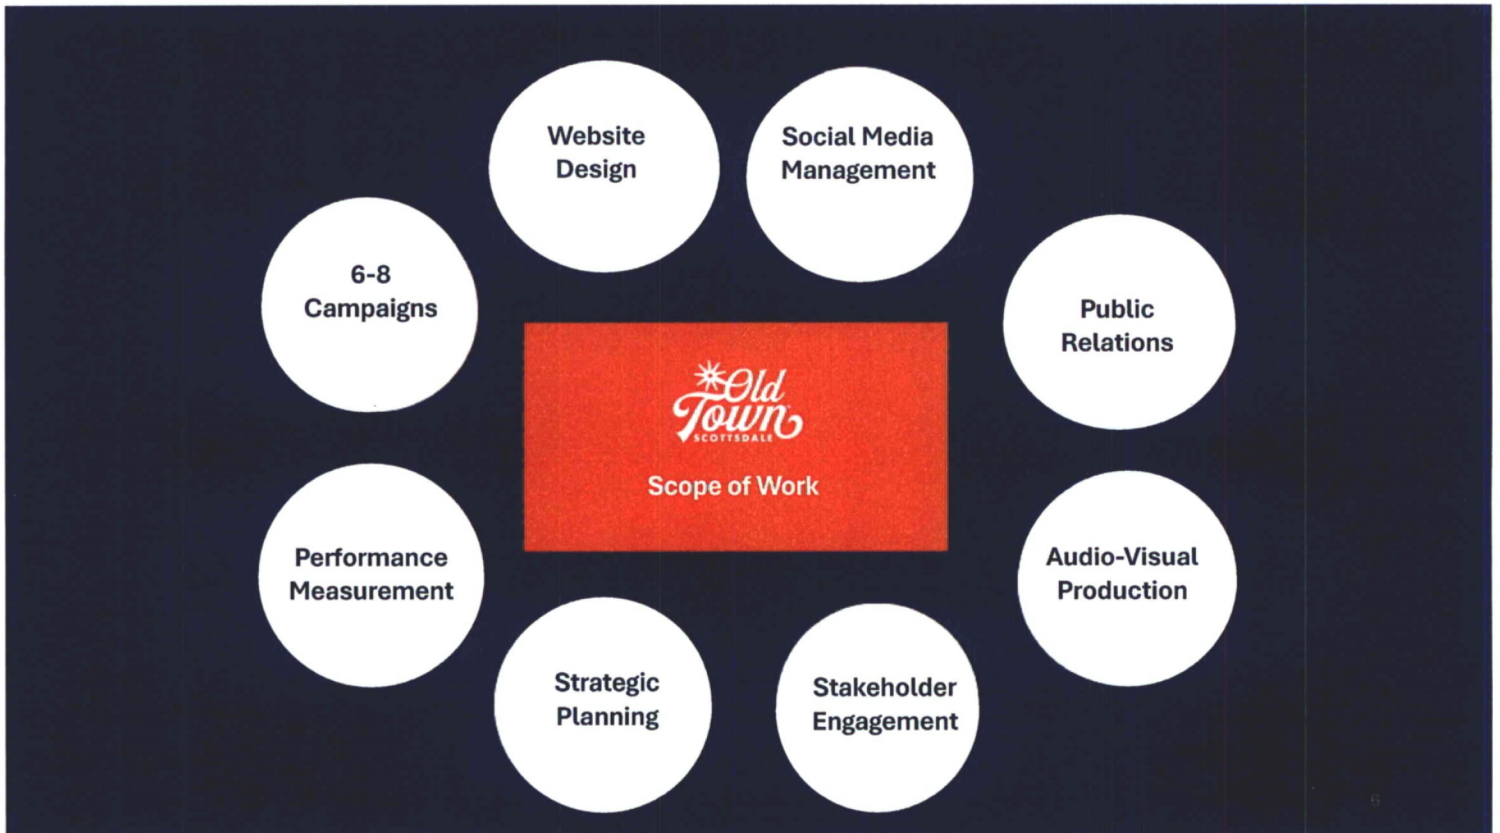 Website
Design
Social Media
Management
6-8
Campaigns
Public
Relations
Old
Town
SCOTTSDALE
Scope of Work
Performance
Measurement
Audio-Visual
Production
Strategic
Planning
Stakeholder
Engagement
6